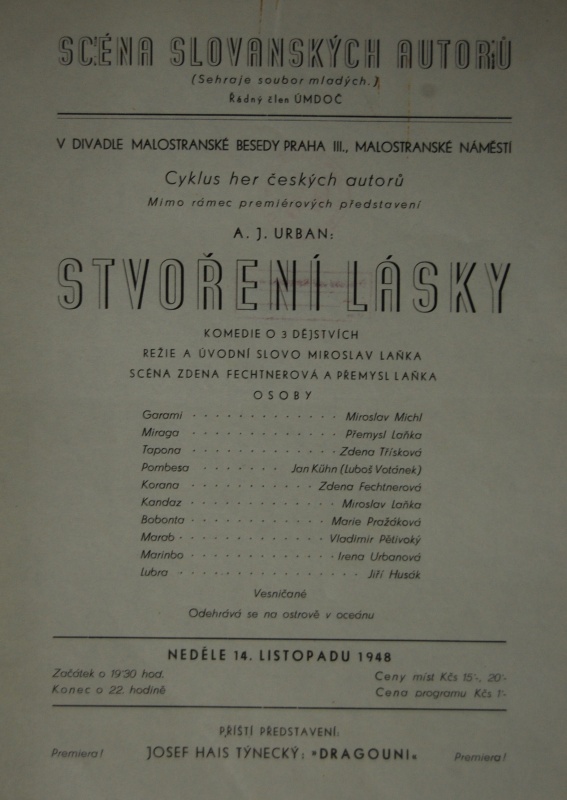 SCÉNA SLOVANSKÝCH AUTORŮ
(Sehraje soubor mladých.)
Řádný člen ÚMDOČ
V DIVADLE MALOSTRANSKÉ BESEDY PRAHA III., MALOSTRANSKÉ NÁMĚSTÍ
Cyklus her českých autorů
Mimo rámec premiérových představení
A. J. URBAN:
STVOŘENÍ LÁSKY
KOMEDIE O 3 DĚJSTVÍCH
REŽIE A ÚVODNÍ SLOVO MIROSLAV LAŇKA
SCÉNA ZDENA FECHTNEROVÁ A PŘEMYSL LAŇKA
OSOBY
Garami . . . . . . . . . . . . . Miroslav Michl
Miraga . . . . . . . . . . . . . Přemysl Laňka
Tapona . . . . . . . . . . . . . Zdena Třísková
Pombesa . . . . . . . Jan Kühn (Luboš Votánek)
Korana . . . . . . . . . . . Zdena Fechtnerová
Kandaz . . . . . . . . . . . . . Miroslav Laňka
Bobonta . . . . . . . . . . . . Marie Pražáková
Marab . . . . . . . . . . . . Vladimír Pětivoký
Marinbo . . . . . . . . . . . . Irena Urbanová
Lubra . . . . . . . . . . . . . . . Jiří Husák
Vesničané
Odehrává se na ostrově v oceánu
NEDĚLE 14. LISTOPADU 1948
Začátek o 19'30 hod. Ceny míst Kčs 15'-, 20'-
Konec o 22. hodině Cena programu Kčs 1'-
PŘÍŠTÍ PŘEDSTAVENÍ:
Premiera! JOSEF HAIS TÝNECKÝ: »DRAGOUNI« Premiera!